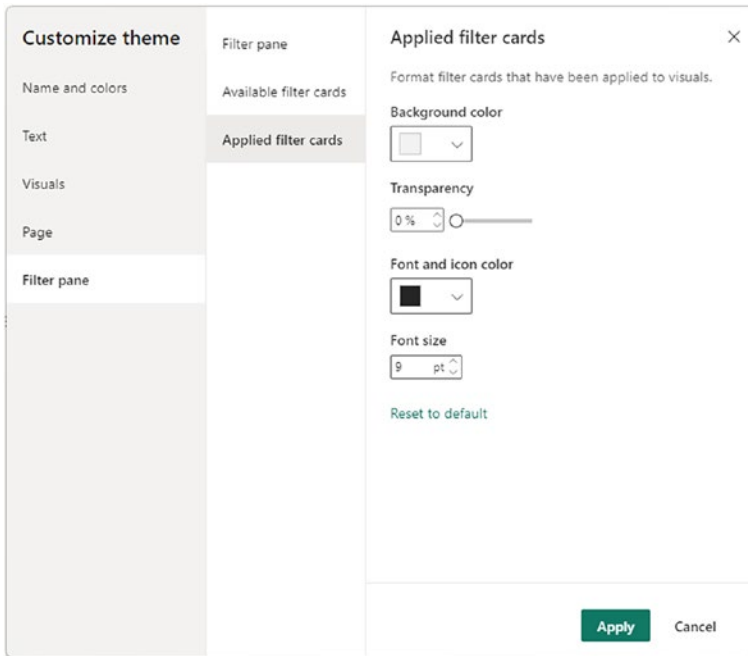 Customize theme
Name and colors
Text
Visuals
Page
Filter pane
Filter pane
Available filter cards
Applied filter cards
Applied filter cards
Format filter cards that have been applied to visuals.
Background color
Transparency
0 %
Font and icon color
Font size
9 pt
Reset to default
Apply Cancel